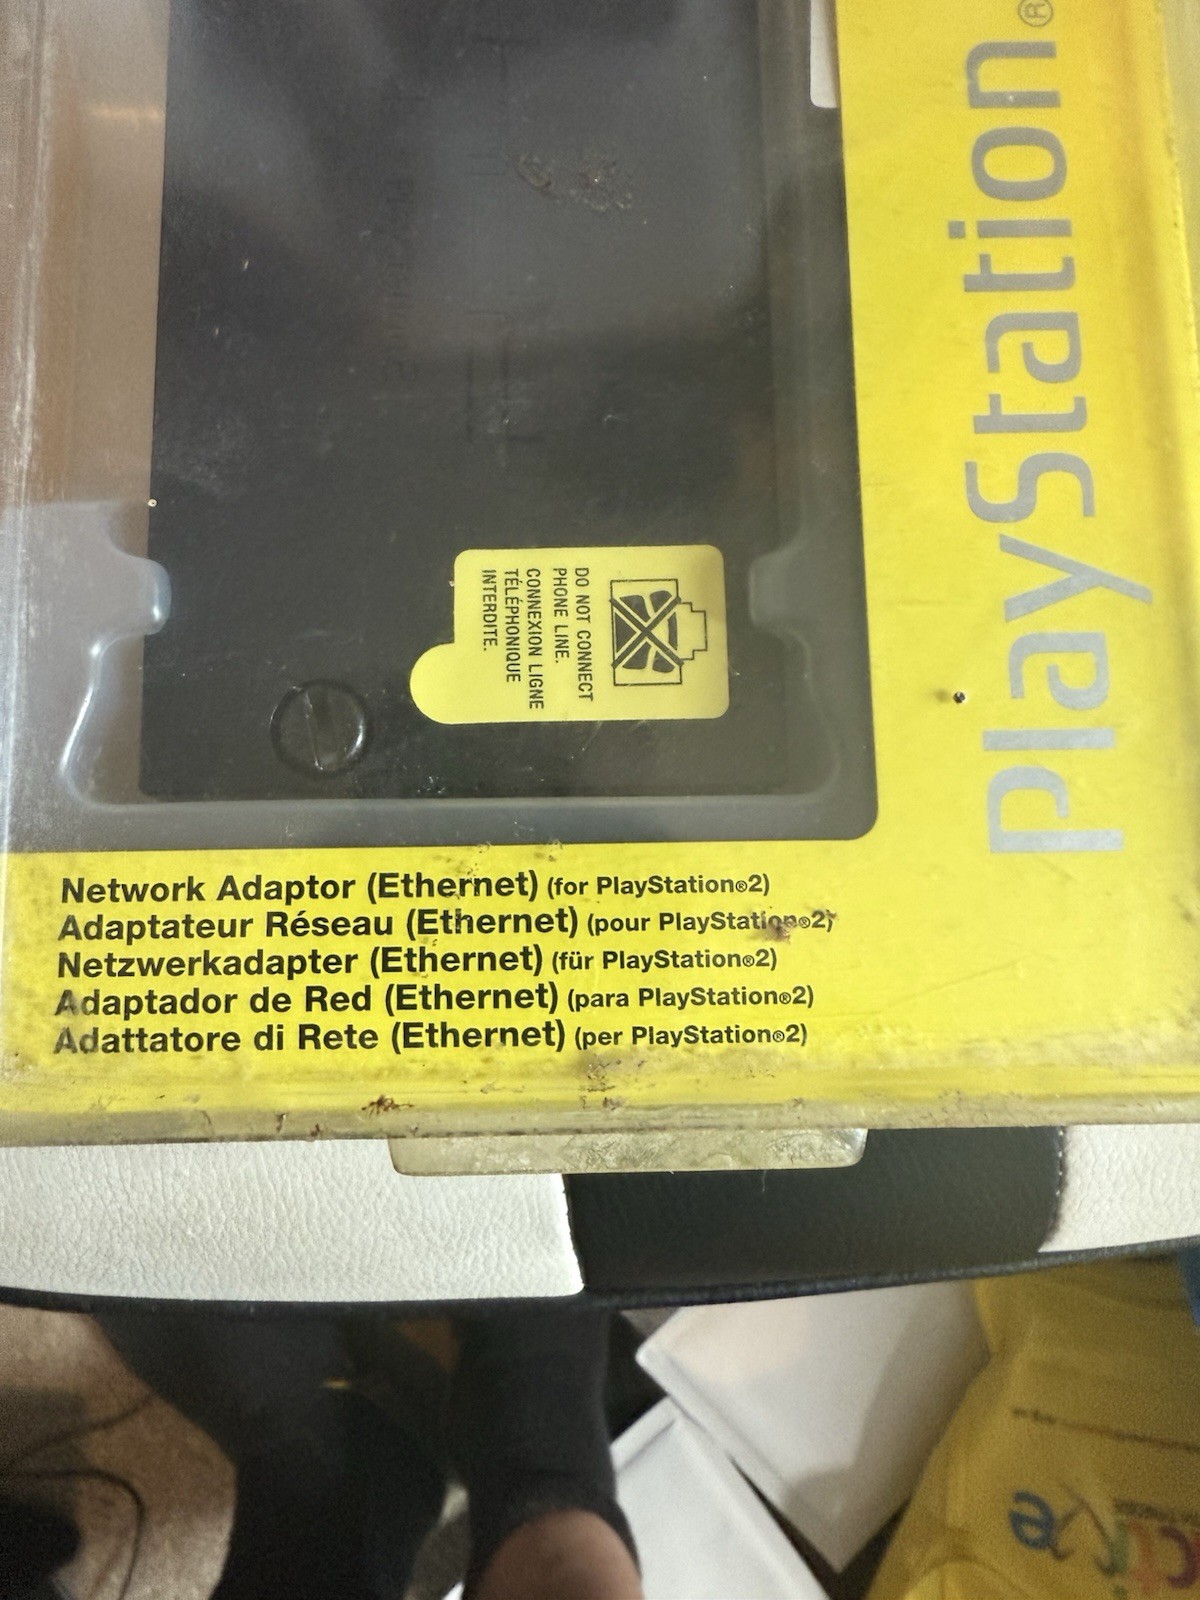 PlayStation®
DO NOT CONNECT
PHONE LINE.
CONNEXION LIGNE
TÉLÉPHONIQUE
INTERDITE.
Network Adaptor (Ethernet) (for PlayStation®2)
Adaptateur Réseau (Ethernet) (pour PlayStation®2)
Netzwerkadapter (Ethernet) (für PlayStation®2)
Adaptador de Red (Ethernet) (para PlayStation®2)
Adattatore di Rete (Ethernet) (per PlayStation®2)